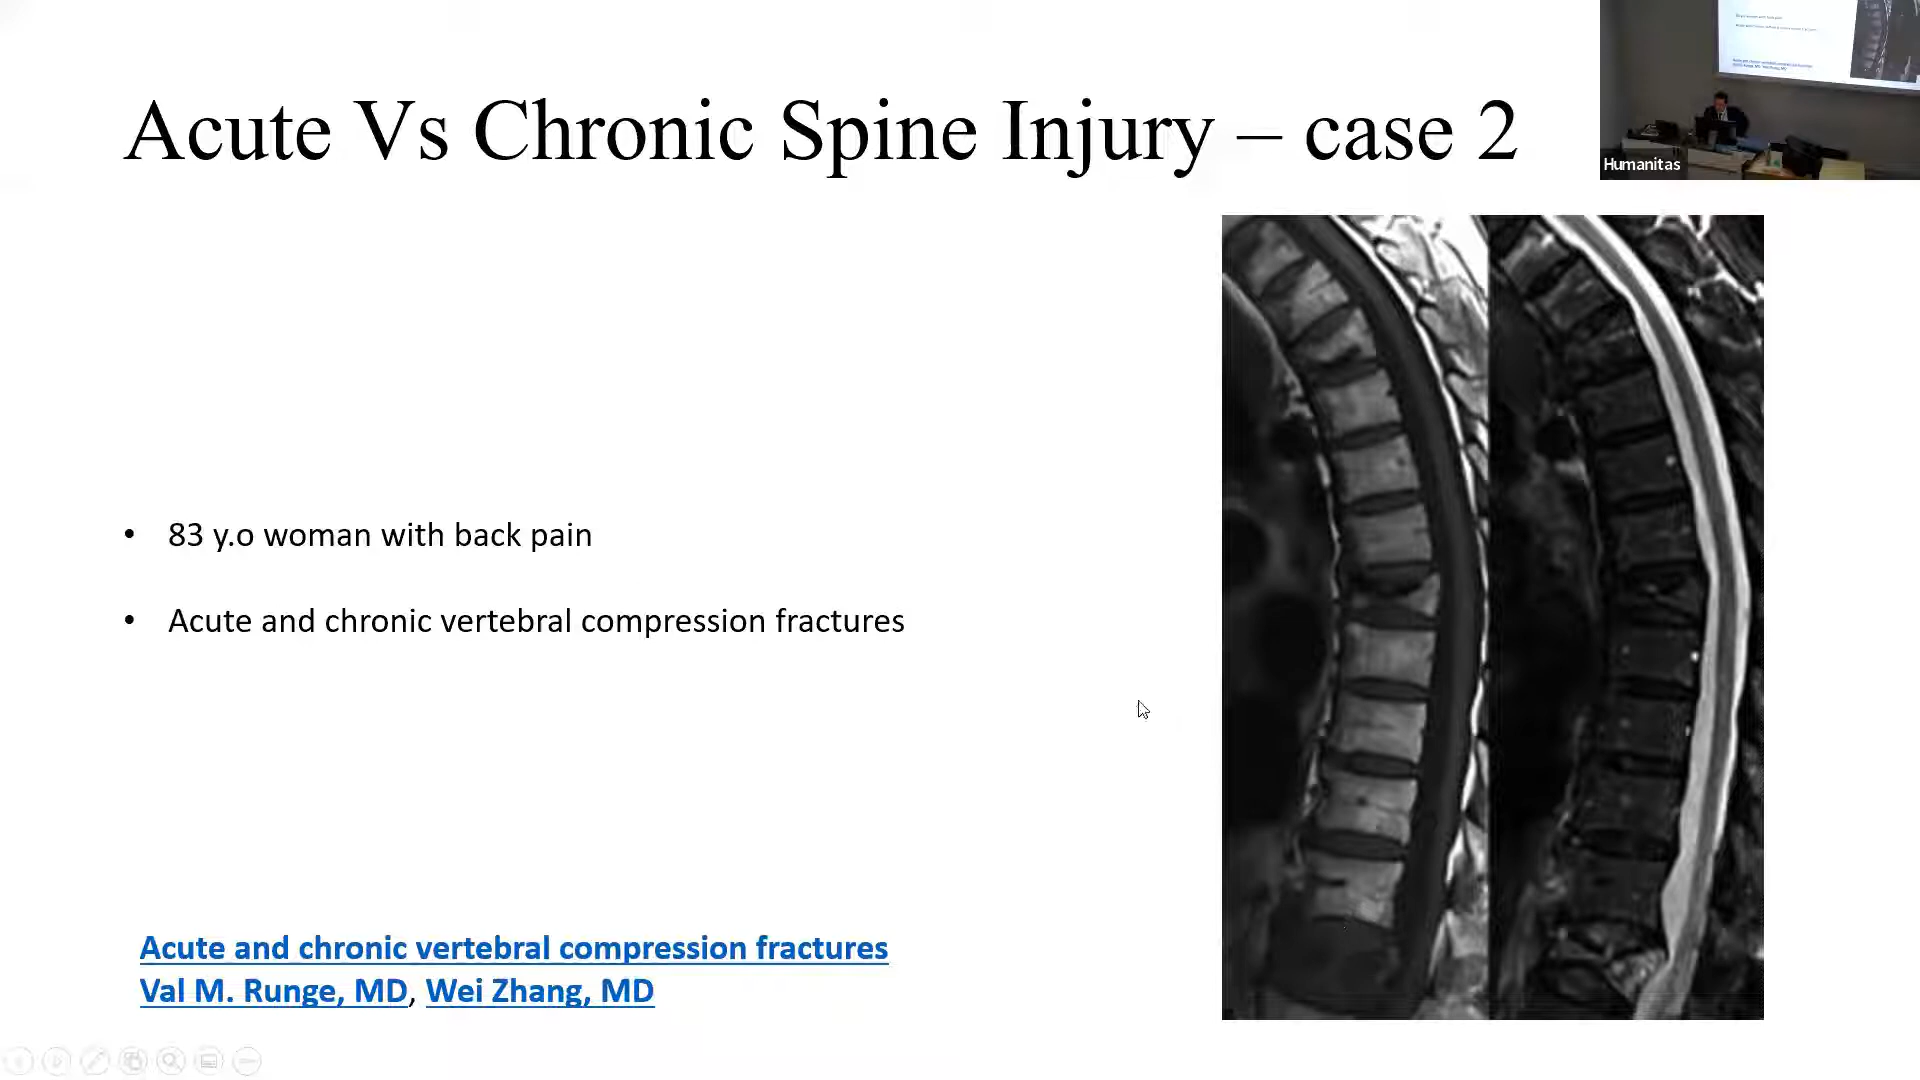 Acute Vs Chronic Spine Injury – case 2
Humanitas
• 83 y.o woman with back pain
• Acute and chronic vertebral compression fractures
Acute and chronic vertebral compression fractures
Val M. Runge, MD, Wei Zhang, MD